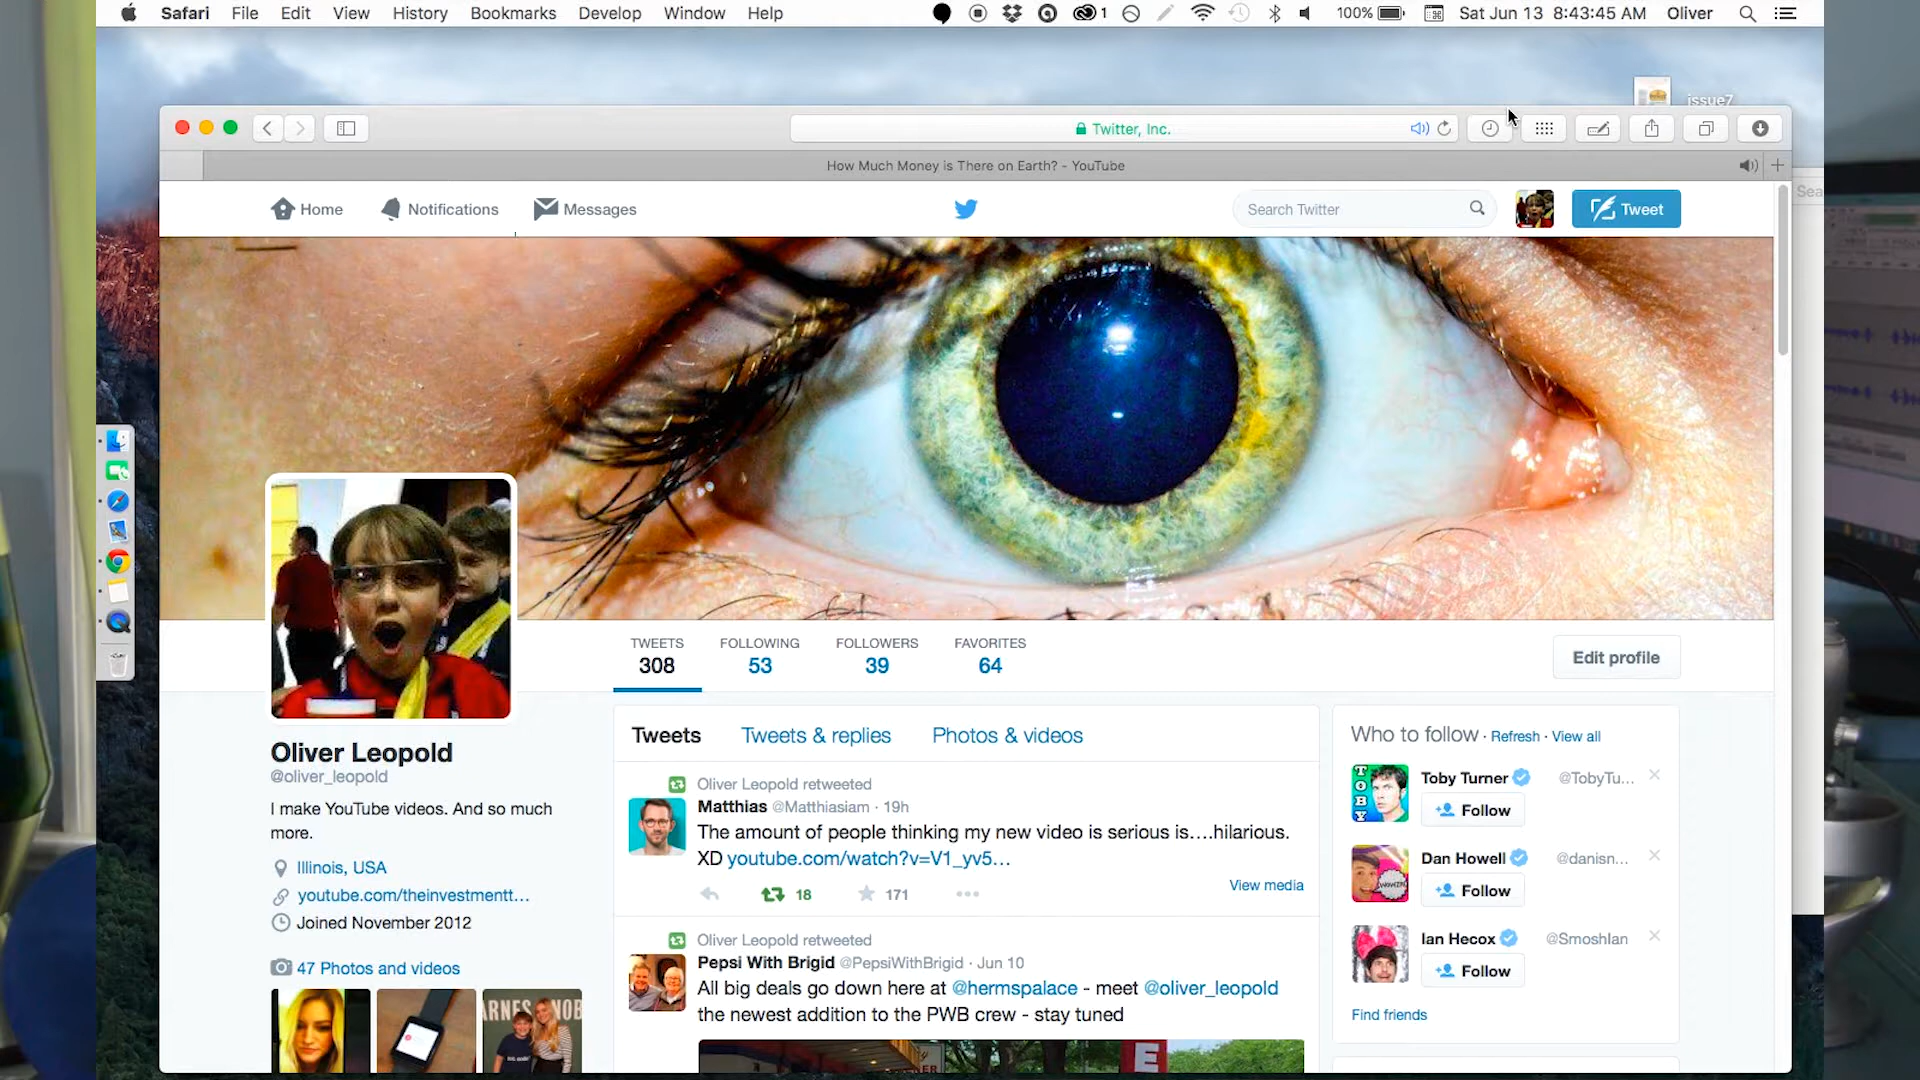 Safari File Edit View History Bookmarks Develop Window Help 1 100% Sat Jun 13 8:43:45 AM Oliver
issue7
Twitter, Inc.
How Much Money is There on Earth? - YouTube
Sea
Home Notifications Messages Search Twitter Tweet
TWEETS FOLLOWING FOLLOWERS FAVORITES
308 53 39 64
Edit profile
Oliver Leopold
@oliver_leopold
I make YouTube videos. And so much
more.
Illinois, USA
youtube.com/theinvestmentt...
Joined November 2012
47 Photos and videos
ARNES NOB
Tweets Tweets & replies Photos & videos
Oliver Leopold retweeted
Matthias @Matthiasiam · 19h
The amount of people thinking my new video is serious is....hilarious.
XD youtube.com/watch?v=V1_yv5...
18 171
View media
Oliver Leopold retweeted
Pepsi With Brigid @PepsiWithBrigid · Jun 10
All big deals go down here at @hermspalace - meet @oliver_leopold
the newest addition to the PWB crew - stay tuned
E
Who to follow · Refresh · View all
TOBY
Toby Turner @TobyTu...
Follow
Dan Howell @danisn...
Follow
Ian Hecox @SmoshIan
Follow
Find friends